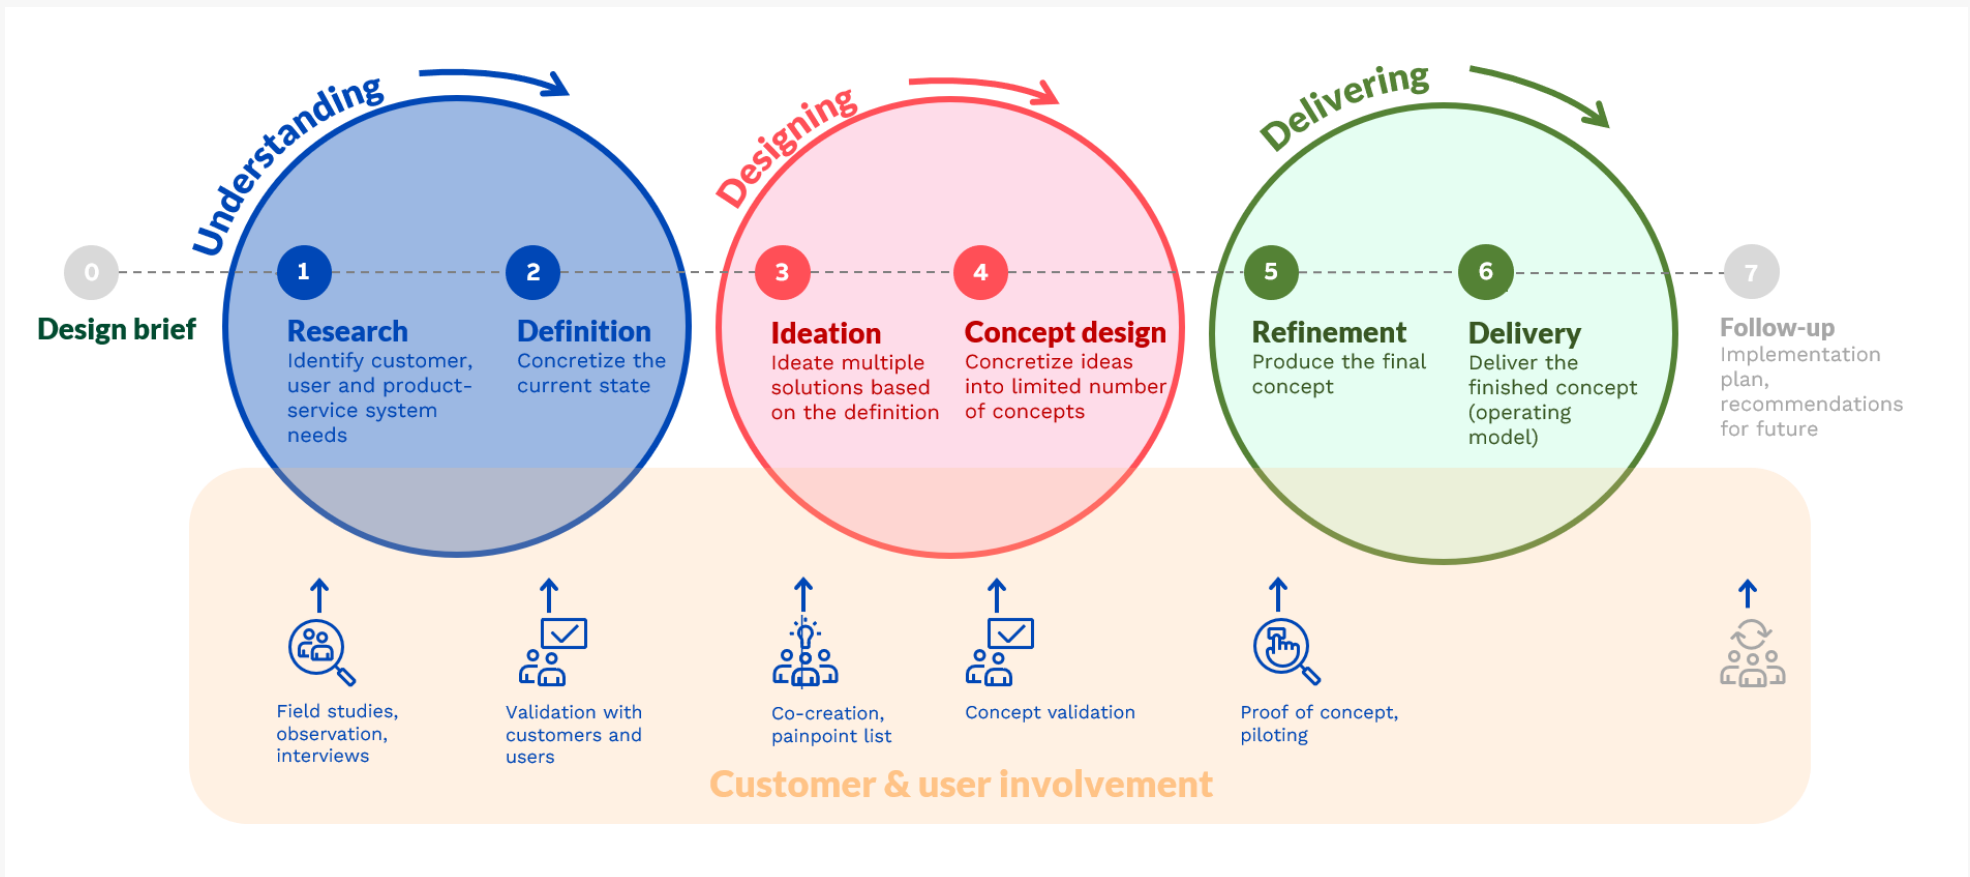 Understanding
Designing
Delivering
0
1
2
3
4
5
6
7
Design brief
Research
Identify customer,
user and product-
service system
needs
Definition
Concretize the
current state
Ideation
Ideate multiple
solutions based
on the definition
Concept design
Concretize ideas
into limited number
of concepts
Refinement
Produce the final
concept
Delivery
Deliver the
finished concept
(operating
model)
Follow-up
Implementation
plan,
recommendations
for future
Field studies,
observation,
interviews
Validation with
customers and
users
Co-creation,
painpoint list
Concept validation
Proof of concept,
piloting
Customer & user involvement